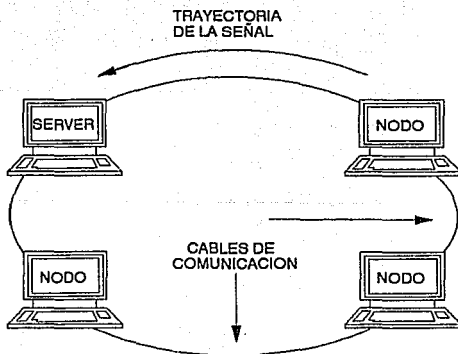 TRAYECTORIA
DE LA SEÑAL
SERVER
NODO
CABLES DE
COMUNICACION
NODO
NODO